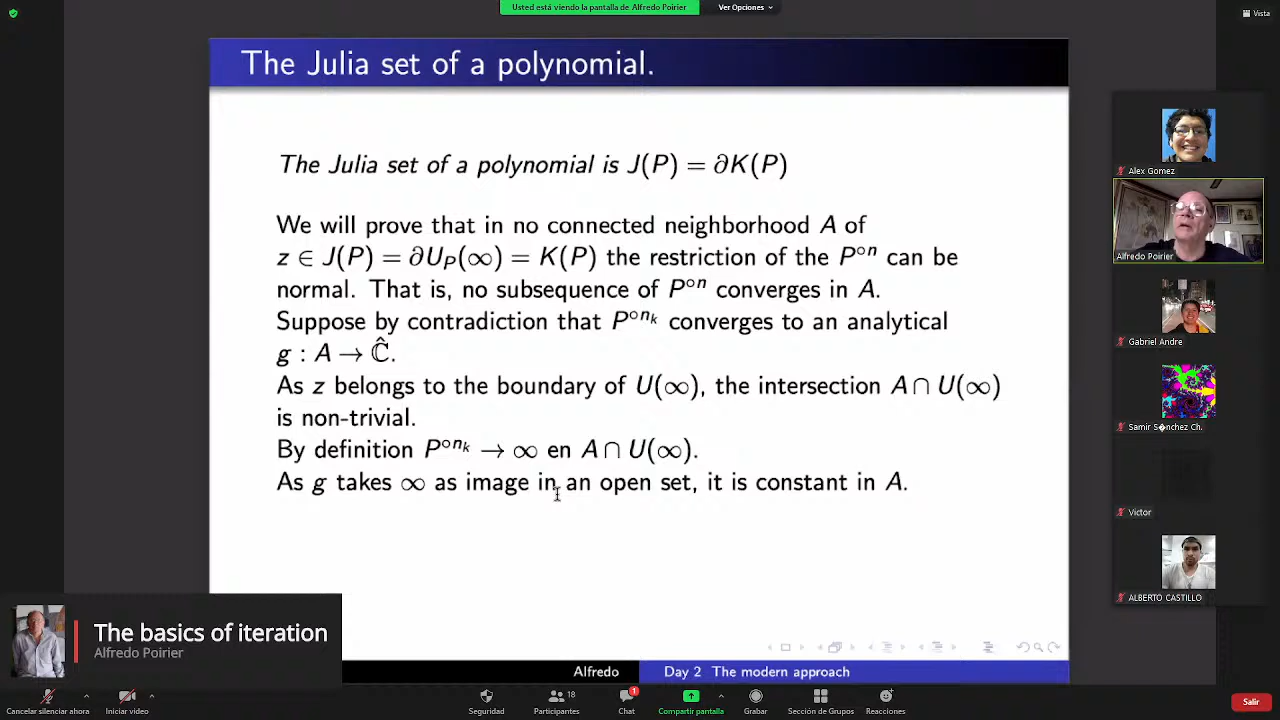 Usted está viendo la pantalla de Alfredo Poirier
Ver Opciones
Vista
The Julia set of a polynomial.
The Julia set of a polynomial is J(P) = ∂K(P)
We will prove that in no connected neighborhood A of
z ∈ J(P) = ∂U_P(∞) = K(P) the restriction of the P^{∘n} can be
normal. That is, no subsequence of P^{∘n} converges in A.
Suppose by contradiction that P^{∘n_k} converges to an analytical
g : A → Ĉ.
As z belongs to the boundary of U(∞), the intersection A ∩ U(∞)
is non-trivial.
By definition P^{∘n_k} → ∞ en A ∩ U(∞).
As g takes ∞ as image in an open set, it is constant in A.
Alex Gomez
Alfredo Poirier
Gabriel Andre
Samir S�nchez Ch.
Victor
ALBERTO CASTILLO
The basics of iteration
Alfredo Poirier
Alfredo
Day 2 The modern approach
Cancelar silenciar ahora
Iniciar video
Seguridad
18
Participantes
1
Chat
Compartir pantalla
Grabar
Sección de Grupos
Reacciones
Salir